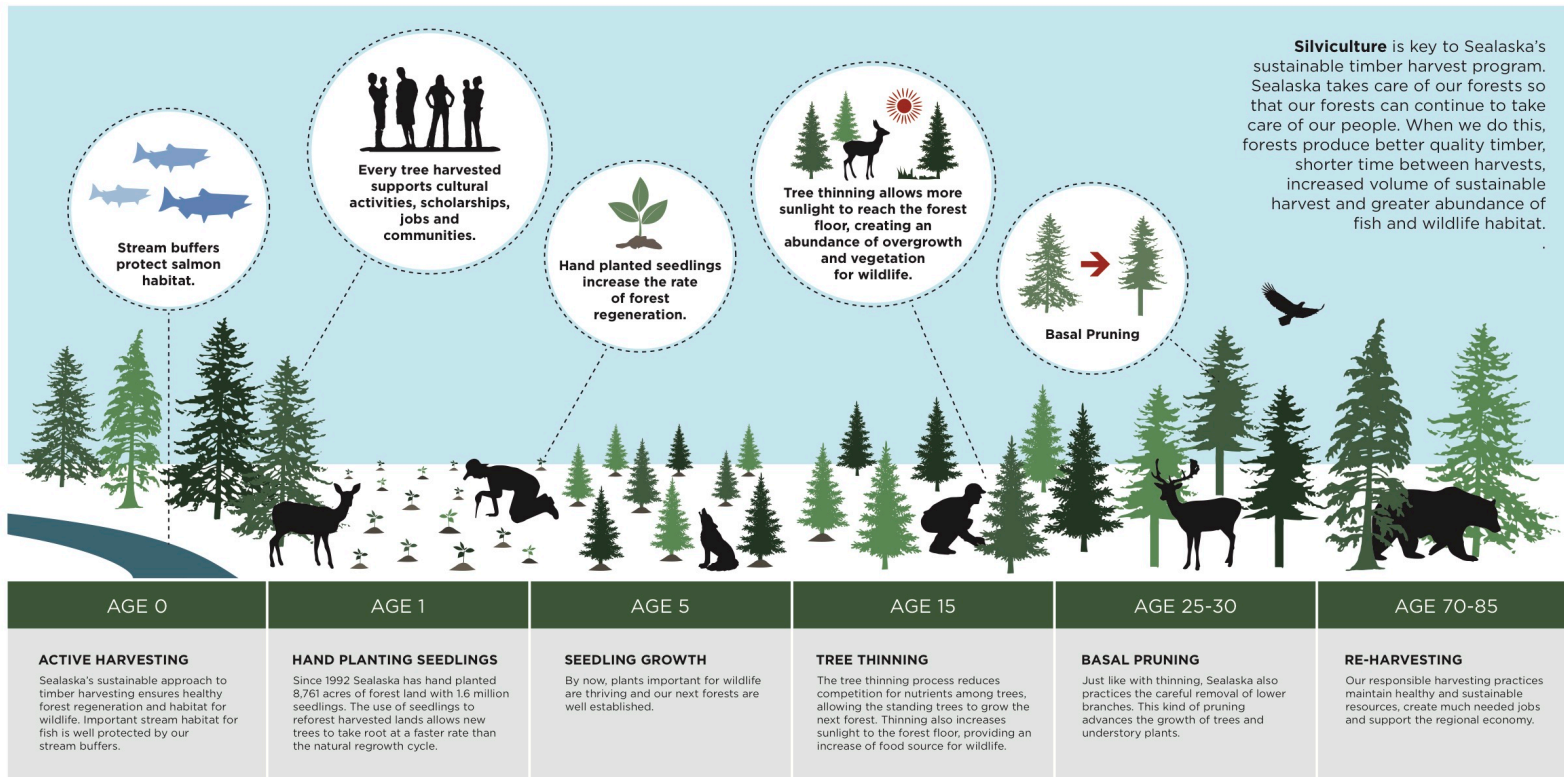 Silviculture is key to Sealaska’s
sustainable timber harvest program.
Sealaska takes care of our forests so
that our forests can continue to take
care of our people. When we do this,
forests produce better quality timber,
shorter time between harvests,
increased volume of sustainable
harvest and greater abundance of
fish and wildlife habitat.
.
Stream buffers
protect salmon
habitat.
Every tree harvested
supports cultural
activities, scholarships,
jobs and
communities.
Hand planted seedlings
increase the rate
of forest
regeneration.
Tree thinning allows more
sunlight to reach the forest
floor, creating an
abundance of overgrowth
and vegetation
for wildlife.
Basal Pruning
AGE 0
ACTIVE HARVESTING
Sealaska’s sustainable approach to
timber harvesting ensures healthy
forest regeneration and habitat for
wildlife. Important stream habitat for
fish is well protected by our
stream buffers.
AGE 1
HAND PLANTING SEEDLINGS
Since 1992 Sealaska has hand planted
8,761 acres of forest land with 1.6 million
seedlings. The use of seedlings to
reforest harvested lands allows new
trees to take root at a faster rate than
the natural regrowth cycle.
AGE 5
SEEDLING GROWTH
By now, plants important for wildlife
are thriving and our next forests are
well established.
AGE 15
TREE THINNING
The tree thinning process reduces
competition for nutrients among trees,
allowing the standing trees to grow the
next forest. Thinning also increases
sunlight to the forest floor, providing an
increase of food source for wildlife.
AGE 25-30
BASAL PRUNING
Just like with thinning, Sealaska also
practices the careful removal of lower
branches. This kind of pruning
advances the growth of trees and
understory plants.
AGE 70-85
RE-HARVESTING
Our responsible harvesting practices
maintain healthy and sustainable
resources, create much needed jobs
and support the regional economy.